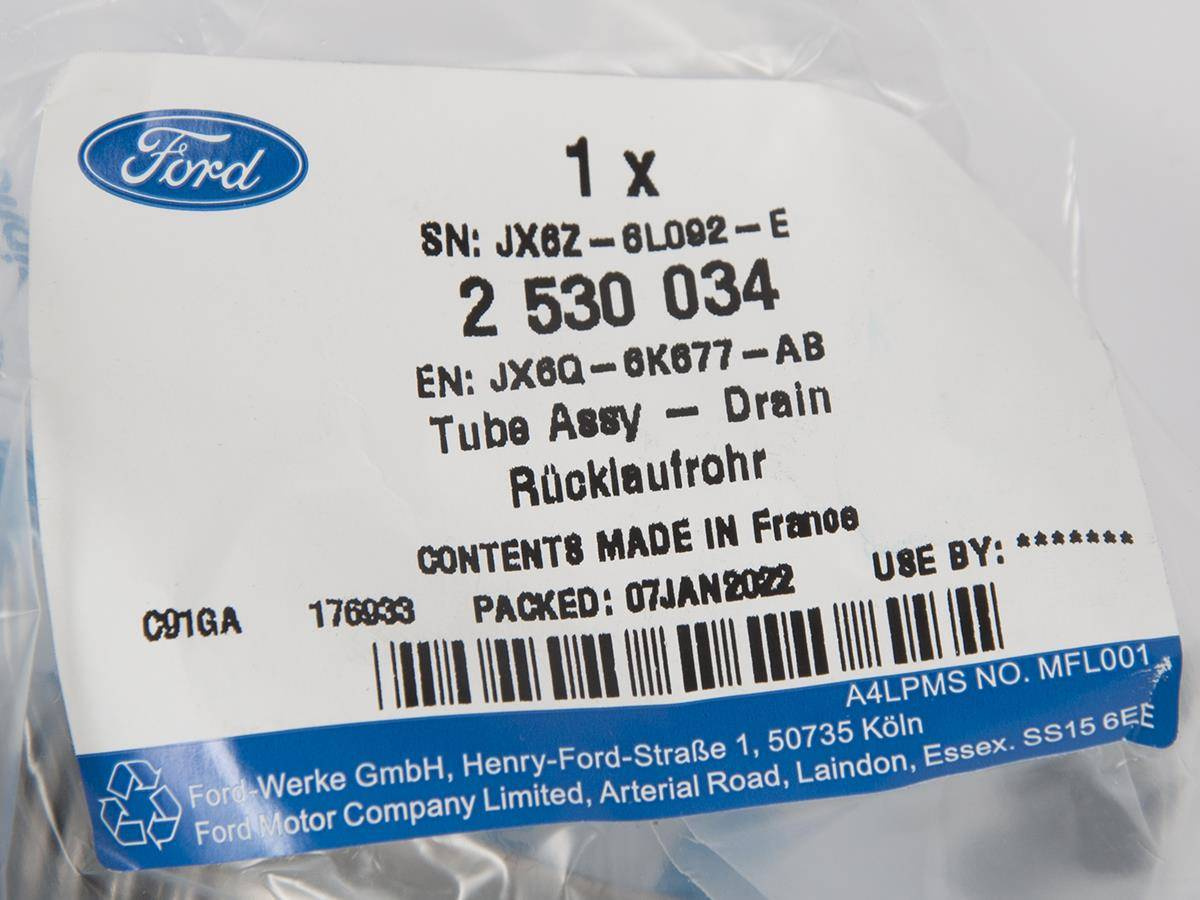 Ford
1 x
SN: JX6Z-6L092-E
2 530 034
EN: JX6Q-6K677-AB
Tube Assy - Drain
Rücklaufrohr
CONTENTS MADE IN France
C91GA 176933 PACKED: 07JAN2022 USE BY: *******
A4LPMS NO. MFL001
Ford-Werke GmbH, Henry-Ford-Straße 1, 50735 Köln
Ford Motor Company Limited, Arterial Road, Laindon, Essex. SS15 6EE